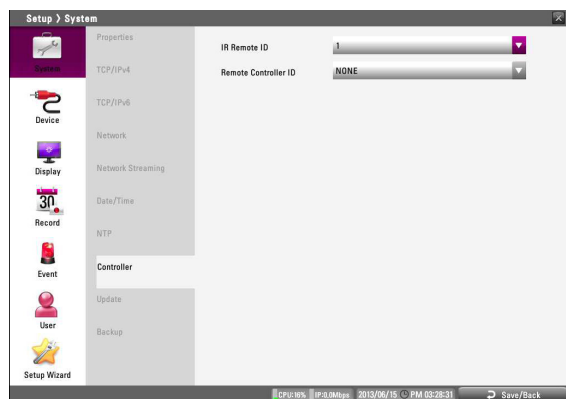 Setup > System
System
Device
Display
30
Record
Event
User
Setup Wizard
Properties
TCP/IPv4
TCP/IPv6
Network
Network Streaming
Date/Time
NTP
Controller
Update
Backup
IR Remote ID 1
Remote Controller ID NONE
CPU:16% IP:0.0Mbps 2013/06/15 PM 03:28:31 Save/Back